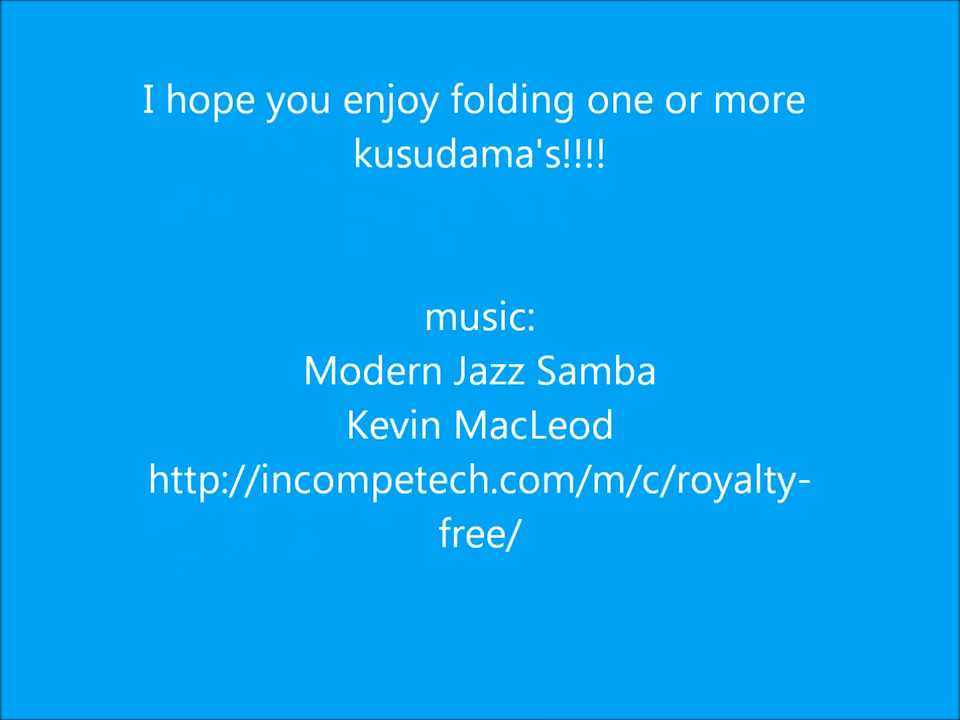 I hope you enjoy folding one or more
kusudama's!!!!
music:
Modern Jazz Samba
Kevin MacLeod
http://incompetech.com/m/c/royalty-
free/